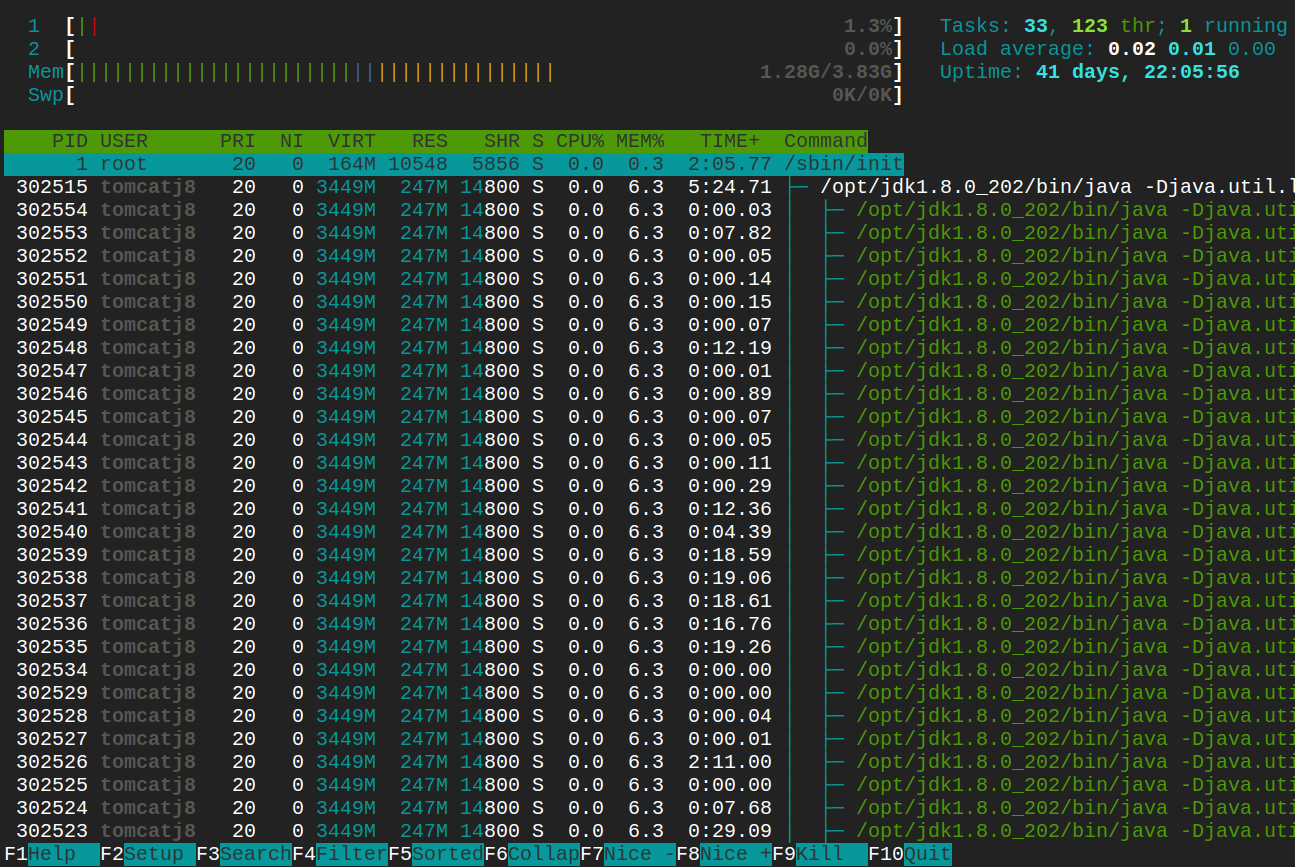 1 [|| 1.3%] Tasks: 33, 123 thr; 1 running
2 [ 0.0%] Load average: 0.02 0.01 0.00
Mem[|||||||||||||||||||||||||||||||||||||||| 1.28G/3.83G] Uptime: 41 days, 22:05:56
Swp[ 0K/0K]
PID USER PRI NI VIRT RES SHR S CPU% MEM% TIME+ Command
1 root 20 0 164M 10548 5856 S 0.0 0.3 2:05.77 /sbin/init
302515 tomcatj8 20 0 3449M 247M 14800 S 0.0 6.3 5:24.71 ├─ /opt/jdk1.8.0_202/bin/java -Djava.util.l
302554 tomcatj8 20 0 3449M 247M 14800 S 0.0 6.3 0:00.03 │ ├─ /opt/jdk1.8.0_202/bin/java -Djava.uti
302553 tomcatj8 20 0 3449M 247M 14800 S 0.0 6.3 0:07.82 │ ├─ /opt/jdk1.8.0_202/bin/java -Djava.uti
302552 tomcatj8 20 0 3449M 247M 14800 S 0.0 6.3 0:00.05 │ ├─ /opt/jdk1.8.0_202/bin/java -Djava.uti
302551 tomcatj8 20 0 3449M 247M 14800 S 0.0 6.3 0:00.14 │ ├─ /opt/jdk1.8.0_202/bin/java -Djava.uti
302550 tomcatj8 20 0 3449M 247M 14800 S 0.0 6.3 0:00.15 │ ├─ /opt/jdk1.8.0_202/bin/java -Djava.uti
302549 tomcatj8 20 0 3449M 247M 14800 S 0.0 6.3 0:00.07 │ ├─ /opt/jdk1.8.0_202/bin/java -Djava.uti
302548 tomcatj8 20 0 3449M 247M 14800 S 0.0 6.3 0:12.19 │ ├─ /opt/jdk1.8.0_202/bin/java -Djava.uti
302547 tomcatj8 20 0 3449M 247M 14800 S 0.0 6.3 0:00.01 │ ├─ /opt/jdk1.8.0_202/bin/java -Djava.uti
302546 tomcatj8 20 0 3449M 247M 14800 S 0.0 6.3 0:00.89 │ ├─ /opt/jdk1.8.0_202/bin/java -Djava.uti
302545 tomcatj8 20 0 3449M 247M 14800 S 0.0 6.3 0:00.07 │ ├─ /opt/jdk1.8.0_202/bin/java -Djava.uti
302544 tomcatj8 20 0 3449M 247M 14800 S 0.0 6.3 0:00.05 │ ├─ /opt/jdk1.8.0_202/bin/java -Djava.uti
302543 tomcatj8 20 0 3449M 247M 14800 S 0.0 6.3 0:00.11 │ ├─ /opt/jdk1.8.0_202/bin/java -Djava.uti
302542 tomcatj8 20 0 3449M 247M 14800 S 0.0 6.3 0:00.29 │ ├─ /opt/jdk1.8.0_202/bin/java -Djava.uti
302541 tomcatj8 20 0 3449M 247M 14800 S 0.0 6.3 0:12.36 │ ├─ /opt/jdk1.8.0_202/bin/java -Djava.uti
302540 tomcatj8 20 0 3449M 247M 14800 S 0.0 6.3 0:04.39 │ ├─ /opt/jdk1.8.0_202/bin/java -Djava.uti
302539 tomcatj8 20 0 3449M 247M 14800 S 0.0 6.3 0:18.59 │ ├─ /opt/jdk1.8.0_202/bin/java -Djava.uti
302538 tomcatj8 20 0 3449M 247M 14800 S 0.0 6.3 0:19.06 │ ├─ /opt/jdk1.8.0_202/bin/java -Djava.uti
302537 tomcatj8 20 0 3449M 247M 14800 S 0.0 6.3 0:18.61 │ ├─ /opt/jdk1.8.0_202/bin/java -Djava.uti
302536 tomcatj8 20 0 3449M 247M 14800 S 0.0 6.3 0:16.76 │ ├─ /opt/jdk1.8.0_202/bin/java -Djava.uti
302535 tomcatj8 20 0 3449M 247M 14800 S 0.0 6.3 0:19.26 │ ├─ /opt/jdk1.8.0_202/bin/java -Djava.uti
302534 tomcatj8 20 0 3449M 247M 14800 S 0.0 6.3 0:00.00 │ ├─ /opt/jdk1.8.0_202/bin/java -Djava.uti
302529 tomcatj8 20 0 3449M 247M 14800 S 0.0 6.3 0:00.00 │ ├─ /opt/jdk1.8.0_202/bin/java -Djava.uti
302528 tomcatj8 20 0 3449M 247M 14800 S 0.0 6.3 0:00.04 │ ├─ /opt/jdk1.8.0_202/bin/java -Djava.uti
302527 tomcatj8 20 0 3449M 247M 14800 S 0.0 6.3 0:00.01 │ ├─ /opt/jdk1.8.0_202/bin/java -Djava.uti
302526 tomcatj8 20 0 3449M 247M 14800 S 0.0 6.3 2:11.00 │ ├─ /opt/jdk1.8.0_202/bin/java -Djava.uti
302525 tomcatj8 20 0 3449M 247M 14800 S 0.0 6.3 0:00.00 │ ├─ /opt/jdk1.8.0_202/bin/java -Djava.uti
302524 tomcatj8 20 0 3449M 247M 14800 S 0.0 6.3 0:07.68 │ ├─ /opt/jdk1.8.0_202/bin/java -Djava.uti
302523 tomcatj8 20 0 3449M 247M 14800 S 0.0 6.3 0:29.09 │ ├─ /opt/jdk1.8.0_202/bin/java -Djava.uti
F1Help F2Setup F3SearchF4FilterF5SortedF6CollapF7Nice -F8Nice +F9Kill F10Quit